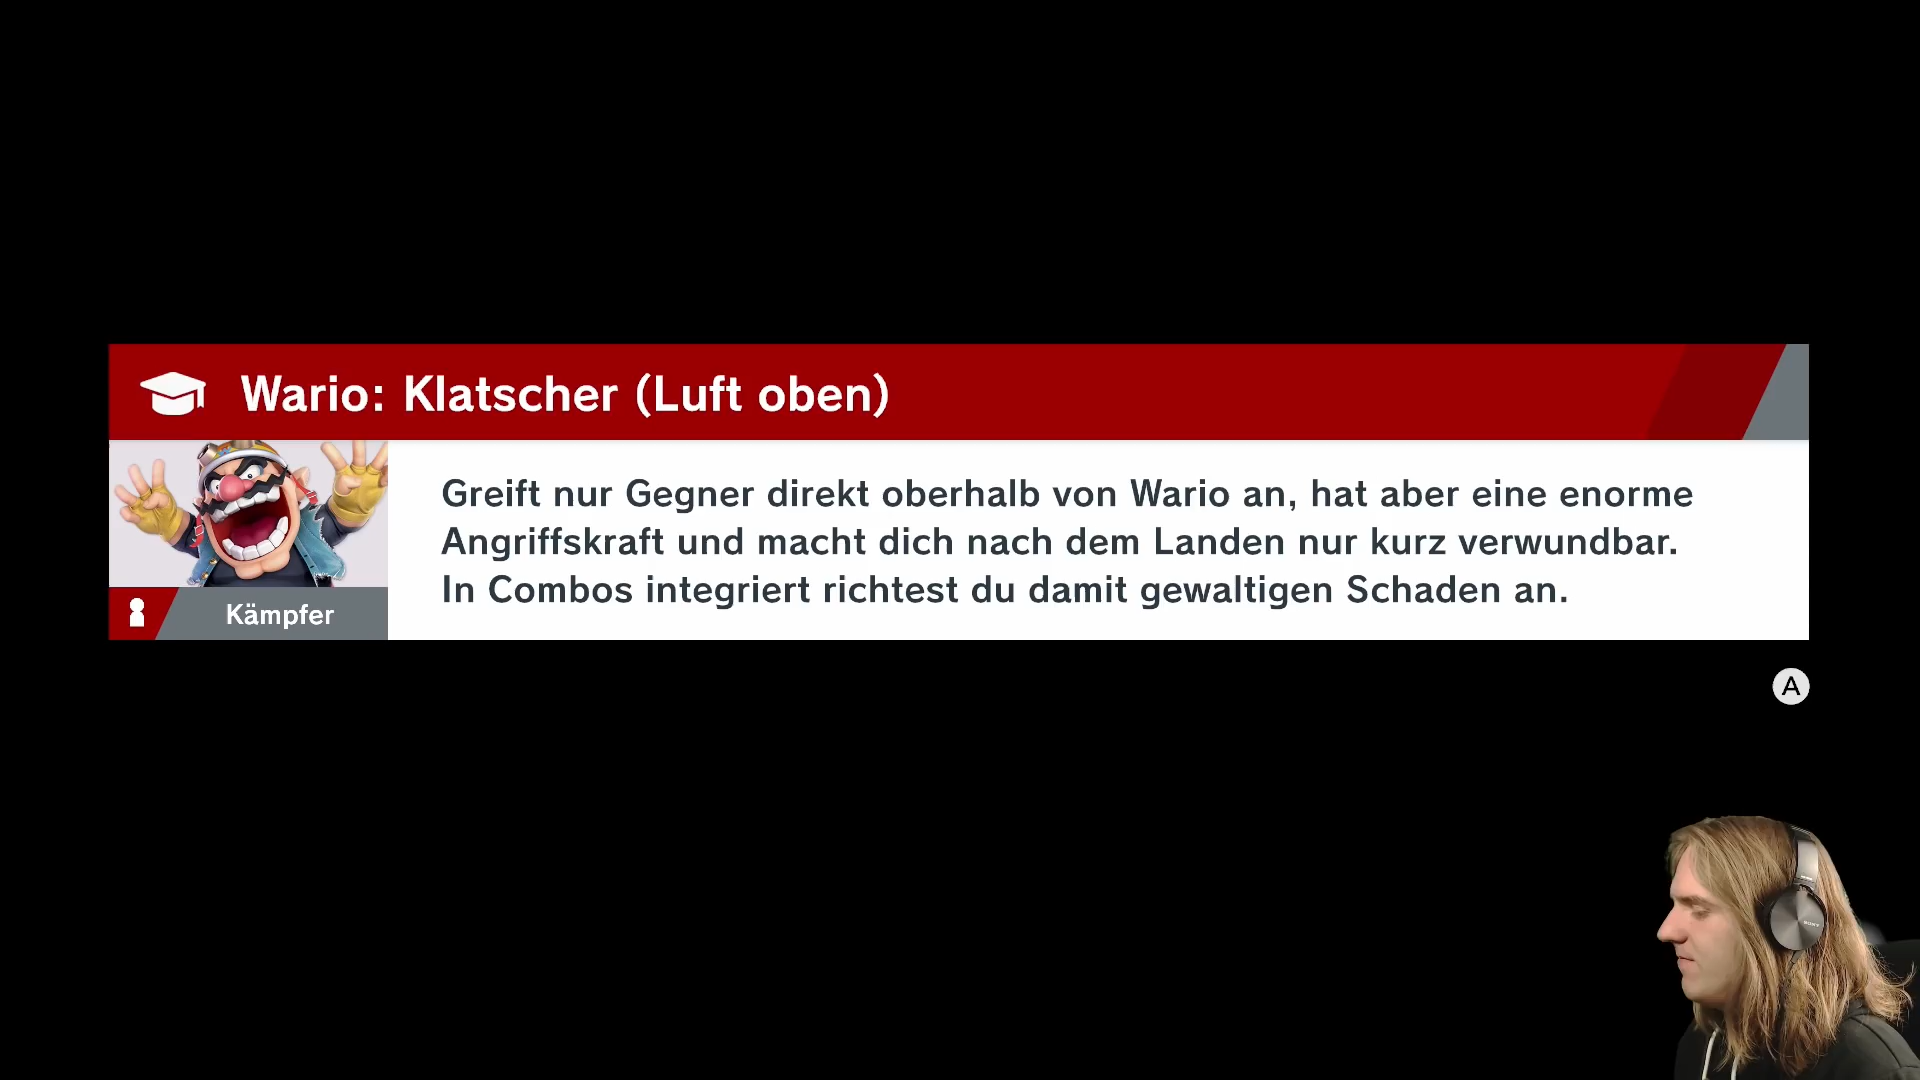 Wario: Klatscher (Luft oben)
Greift nur Gegner direkt oberhalb von Wario an, hat aber eine enorme
Angriffskraft und macht dich nach dem Landen nur kurz verwundbar.
In Combos integriert richtest du damit gewaltigen Schaden an.
Kämpfer
A
SONY